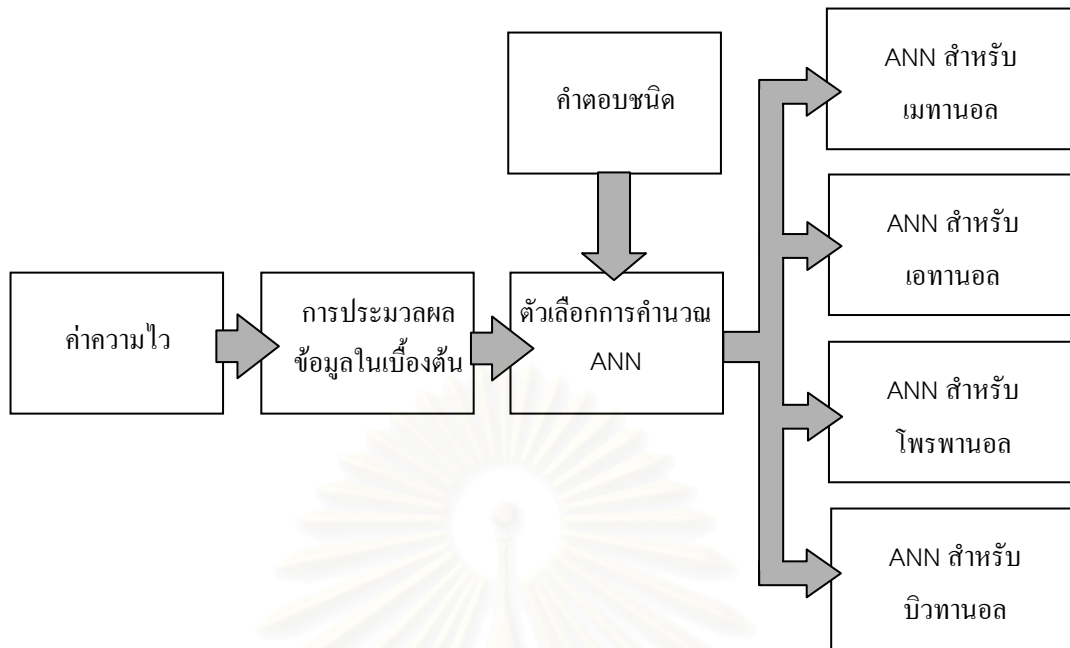 คำตอบชนิด
ค่าความไว
การประมวลผล
ข้อมูลในเบื้องต้น
ตัวเลือกการคำนวณ
ANN
ANN สำหรับ
เมทานอล
ANN สำหรับ
เอทานอล
ANN สำหรับ
โพรพานอล
ANN สำหรับ
บิวทานอล